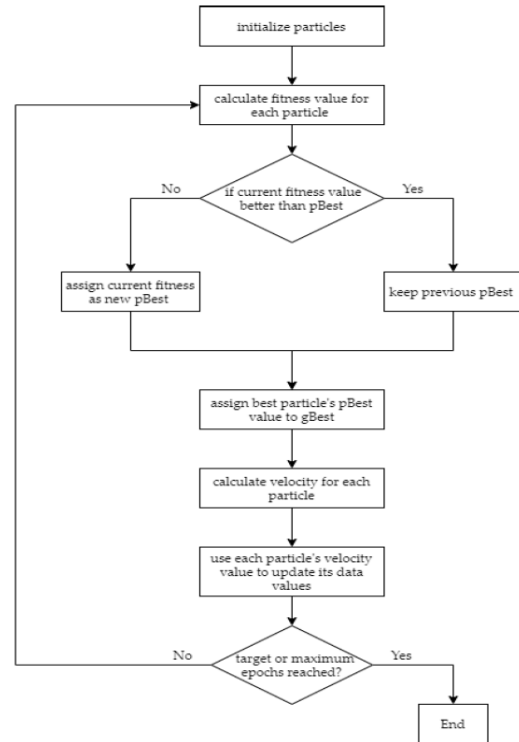 initialize particles
calculate fitness value for
each particle
No
if current fitness value
better than pBest
Yes
assign current fitness
as new pBest
keep previous pBest
assign best particle's pBest
value to gBest
calculate velocity for each
particle
use each particle's velocity
value to update its data
values
No
target or maximum
epochs reached?
Yes
End